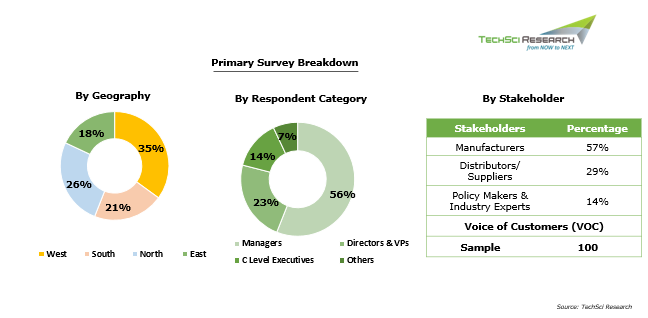 TechSci Research
from NOW to NEXT
Primary Survey Breakdown
By Geography
35%
21%
26%
18%
West South North East
By Respondent Category
56%
23%
14%
7%
Managers Directors & VPs
C Level Executives Others
By Stakeholder
Stakeholders Percentage
Manufacturers 57%
Distributors/
Suppliers 29%
Policy Makers &
Industry Experts 14%
Voice of Customers (VOC)
Sample 100
Source: TechSci Research